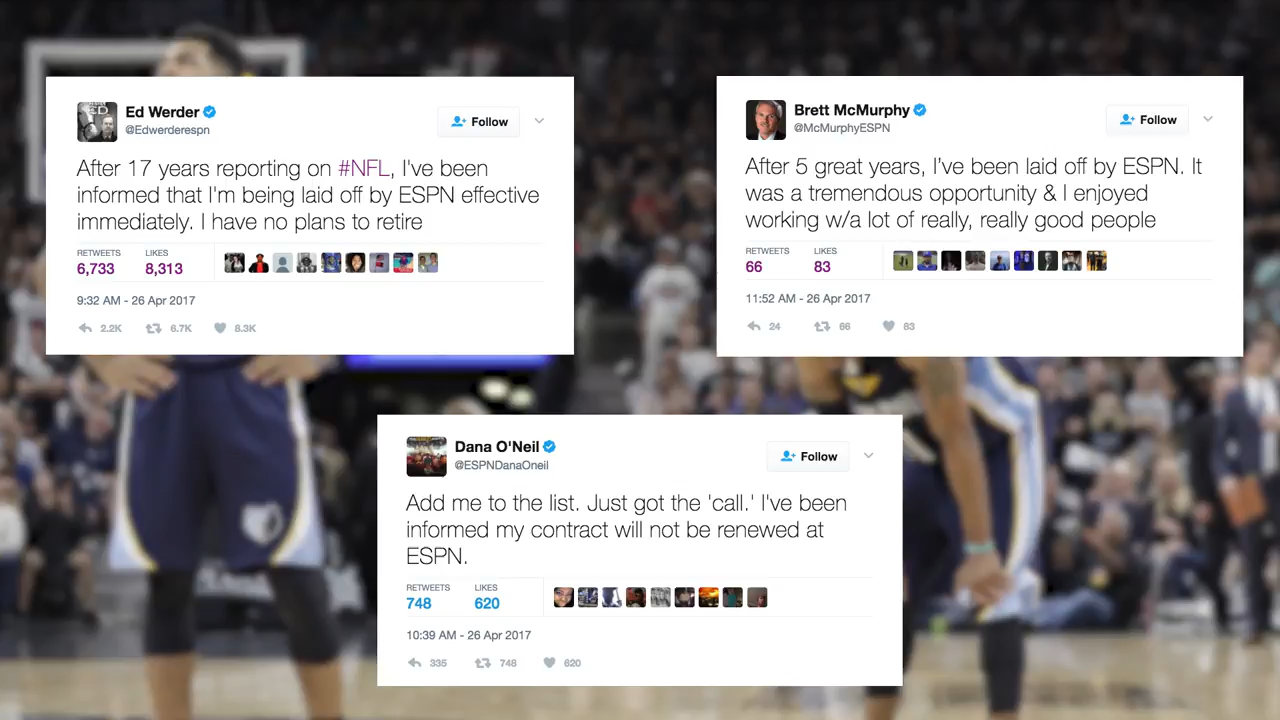 Ed Werder
@Edwerderespn
Follow
After 17 years reporting on #NFL, I've been
informed that I'm being laid off by ESPN effective
immediately. I have no plans to retire
RETWEETS LIKES
6,733 8,313
9:32 AM - 26 Apr 2017
2.2K 6.7K 8.3K
Brett McMurphy
@McMurphyESPN
Follow
After 5 great years, I've been laid off by ESPN. It
was a tremendous opportunity & I enjoyed
working w/a lot of really, really good people
RETWEETS LIKES
66 83
11:52 AM - 26 Apr 2017
24 66 83
Dana O'Neil
@ESPNDanaOneil
Follow
Add me to the list. Just got the 'call.' I've been
informed my contract will not be renewed at
ESPN.
RETWEETS LIKES
748 620
10:39 AM - 26 Apr 2017
335 748 620